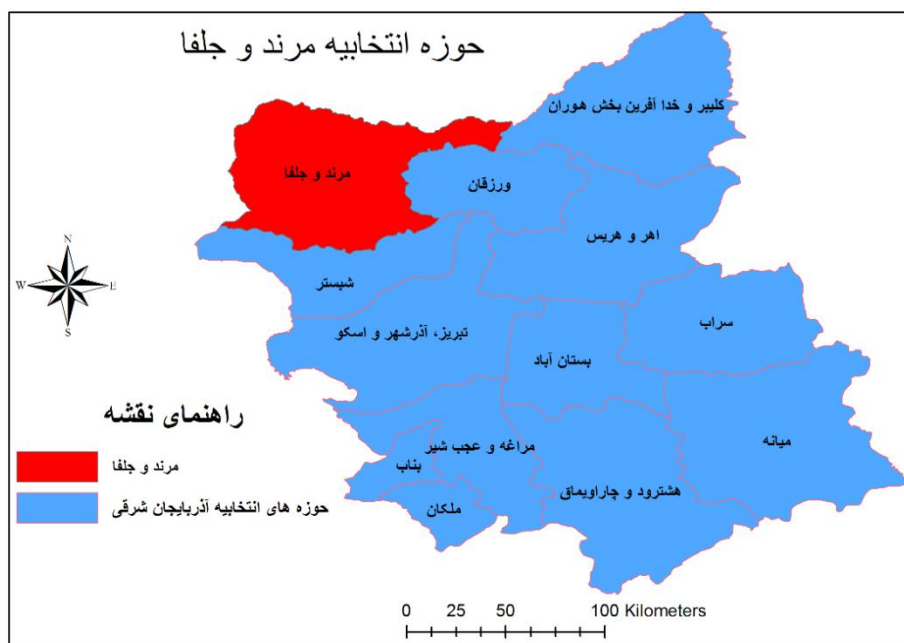 حوزه انتخابیه مرند و جلفا
کلیبر و خدا آفرین بخش هوران
مرند و جلفا
ورزقان
اهر و هریس
N
W E
S
شبستر
سراب
تبریز، آذرشهر و اسکو
بستان آباد
راهنمای نقشه
مرند و جلفا
حوزه های انتخابیه آذربایجان شرقی
مراغه و عجب شیر
میانه
بناب
هشترود و چاراویماق
ملکان
0 25 50 100 Kilometers